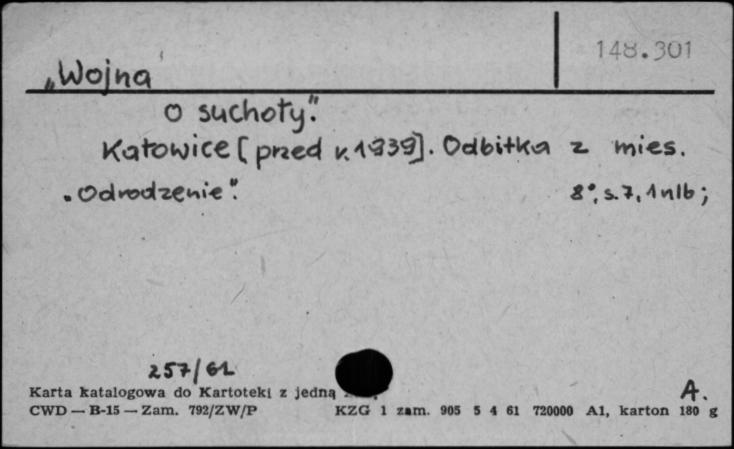 148.301
„Wojna
o suchoty."
Katowice [przed r. 1939]. Odbitka z mies.
„Odrodzenie". 8°, s. 7, 1 nlb;
257/61
Karta katalogowa do Kartoteki z jedną
A.
CWD — B-15 — Zam. 792/ZW/P KZG 1 zam. 905 5 4 61 720000 A1, karton 180 g